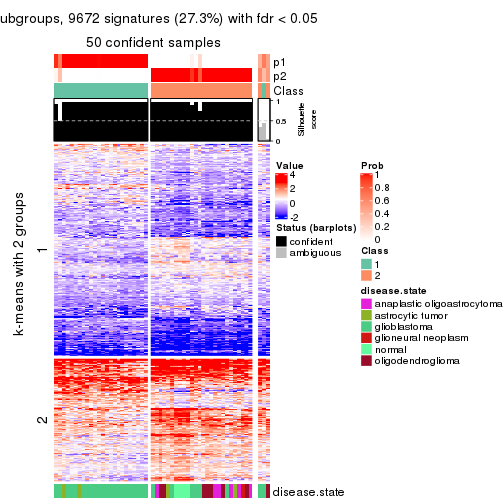 ubgroups, 9672 signatures (27.3%) with fdr < 0.05
50 confident samples
p1
p2
Class
1
0.5
0
Silhouette
score
k-means with 2 groups
1
2
Value
4
2
0
-2
Status (barplots)
confident
ambiguous
Prob
1
0.8
0.6
0.4
0.2
0
Class
1
2
disease.state
anaplastic oligoastrocytoma
astrocytic tumor
glioblastoma
glioneural neoplasm
normal
oligodendroglioma
disease.state